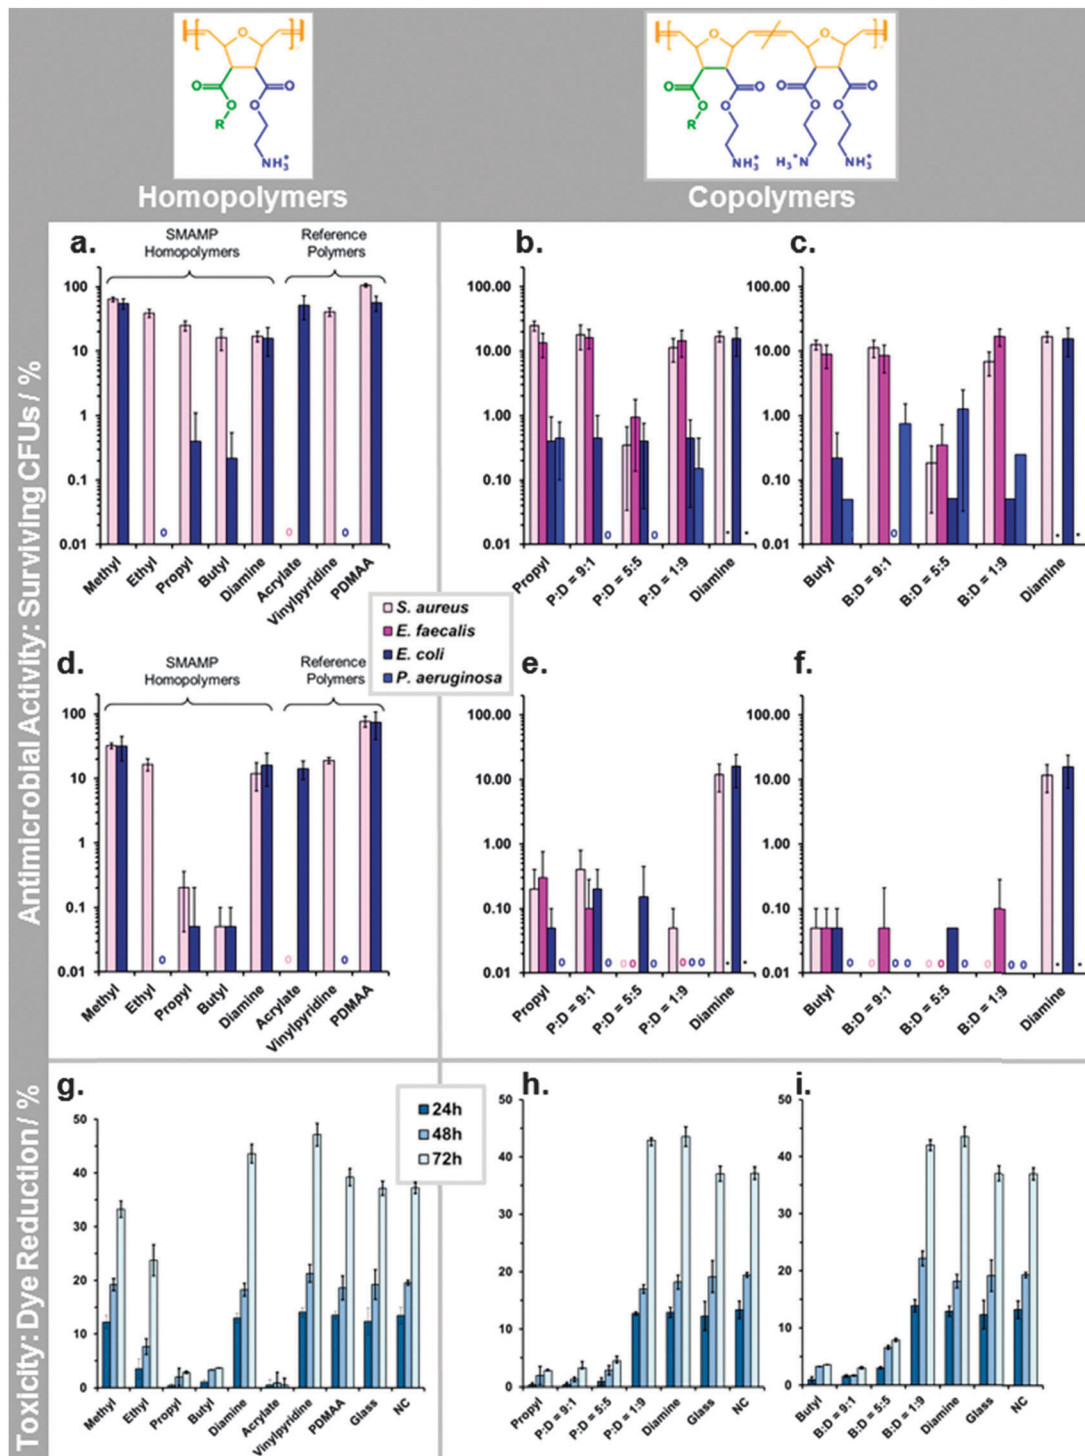 O
O
O
O
O
O
R
NH₃⁺
O
O
O
O
O
O
O
O
O
O
R
NH₃⁺
H₃⁺N
NH₃⁺
Homopolymers
Copolymers
Antimicrobial Activity: Surviving CFUs / %
a.
SMAMP
Homopolymers
Reference
Polymers
100
10
1
0.1
0.01
Methyl
Ethyl
Propyl
Butyl
Diamine
Acrylate
Vinylpyridine
PDMAA
b.
100.00
10.00
1.00
0.10
0.01
Propyl
P:D = 9:1
P:D = 5:5
P:D = 1:9
Diamine
c.
100.00
10.00
1.00
0.10
0.01
Butyl
B:D = 9:1
B:D = 5:5
B:D = 1:9
Diamine
S. aureus
E. faecalis
E. coli
P. aeruginosa
d.
SMAMP
Homopolymers
Reference
Polymers
100
10
1
0.1
0.01
Methyl
Ethyl
Propyl
Butyl
Diamine
Acrylate
Vinylpyridine
PDMAA
e.
100.00
10.00
1.00
0.10
0.01
Propyl
P:D = 9:1
P:D = 5:5
P:D = 1:9
Diamine
f.
100.00
10.00
1.00
0.10
0.01
Butyl
B:D = 9:1
B:D = 5:5
B:D = 1:9
Diamine
Toxicity: Dye Reduction / %
g.
50
40
30
20
10
0
Methyl
Ethyl
Propyl
Butyl
Diamine
Acrylate
Vinylpyridine
PDMAA
Glass
NC
24h
48h
72h
h.
50
40
30
20
10
0
Propyl
P:D = 9:1
P:D = 5:5
P:D = 1:9
Diamine
Glass
NC
i.
50
40
30
20
10
0
Butyl
B:D = 9:1
B:D = 5:5
B:D = 1:9
Diamine
Glass
NC